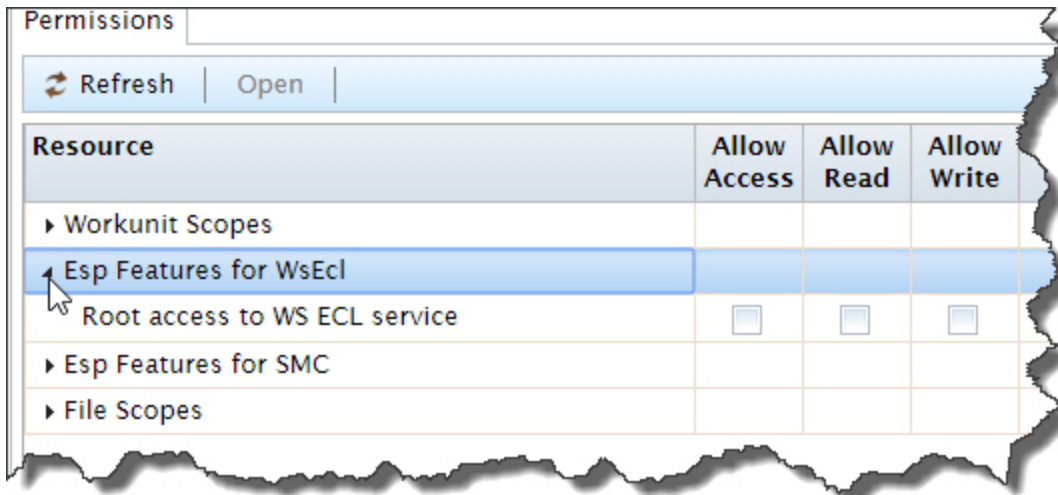 Permissions
Refresh Open
Resource Allow Access Allow Read Allow Write
Workunit Scopes
Esp Features for WsEcl
Root access to WS ECL service
Esp Features for SMC
File Scopes